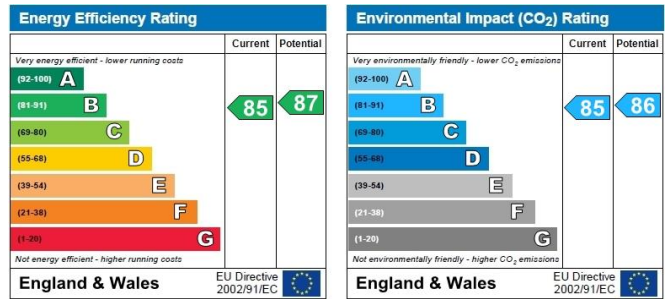 Energy Efficiency Rating
Current Potential
Very energy efficient - lower running costs
(92-100) A
(81-91) B
(69-80) C
(55-68) D
(39-54) E
(21-38) F
(1-20) G
85
87
Not energy efficient - higher running costs
England & Wales
EU Directive
2002/91/EC
Environmental Impact (CO₂) Rating
Current Potential
Very environmentally friendly - lower CO₂ emissions
(92-100) A
(81-91) B
(69-80) C
(55-68) D
(39-54) E
(21-38) F
(1-20) G
85
86
Not environmentally friendly - higher CO₂ emissions
England & Wales
EU Directive
2002/91/EC